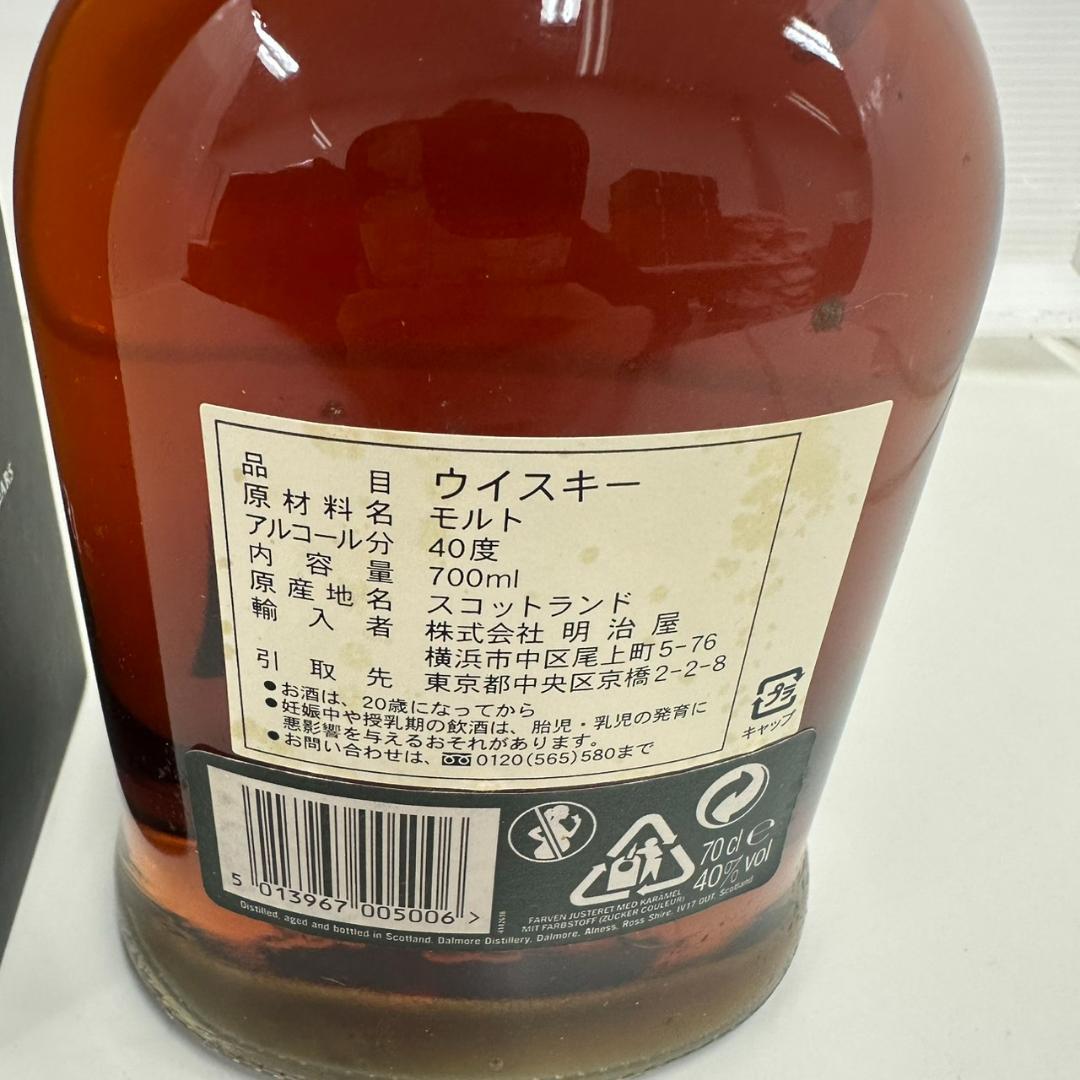 品目 ウイスキー
原材料名 モルト
アルコール分 40度
内容量 700ml
原産地名 スコットランド
輸入者 株式会社 明治屋
横浜市中区尾上町5-76
引取先 東京都中央区京橋2-2-8
●お酒は、20歳になってから
●妊娠中や授乳期の飲酒は、胎児・乳児の発育に
悪影響を与えるおそれがあります。
●お問い合わせは、0120(565)580まで
プラ
キャップ
5 013967 005006 >
70 cl e
40% vol
FARVEN JUSTERET MED KARAMEL
MIT FARBSTOFF (ZUCKER COULEUR)
Distilled, aged and bottled in Scotland. Dalmore Distillery, Dalmore, Alness, Ross Shire, IV17 0UT. Scotland
EARS